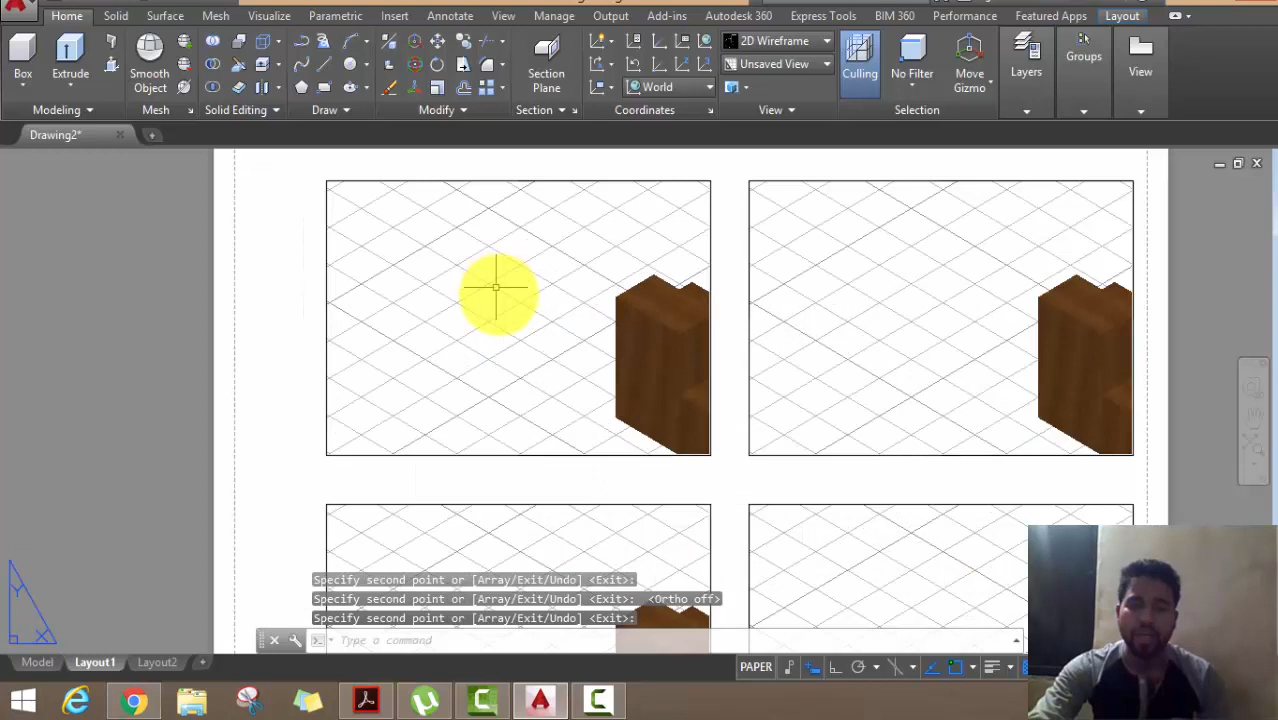 Home Solid Surface Mesh Visualize Parametric Insert Annotate View Manage Output Add-ins Autodesk 360 Express Tools BIM 360 Performance Featured Apps Layout
2D Wireframe
Unsaved View
World
Box Extrude Smooth Object Section Plane Culling No Filter Move Gizmo Layers Groups View
Modeling Mesh Solid Editing Draw Modify Section Coordinates View Selection
Drawing2*
Specify second point or [Array/Exit/Undo] <Exit>:
Specify second point or [Array/Exit/Undo] <Exit>: <Ortho off>
Specify second point or [Array/Exit/Undo] <Exit>:
Type a command
Y
X
Model Layout1 Layout2 PAPER